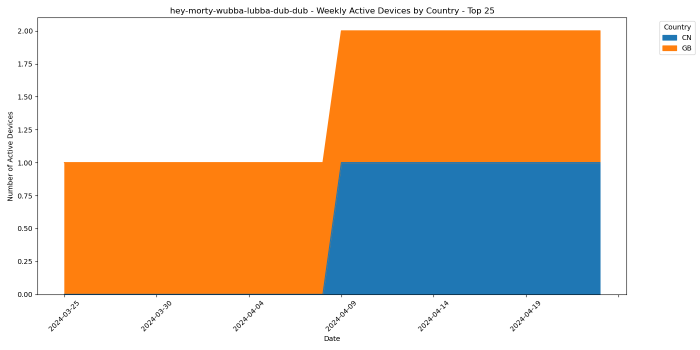 hey-morty-wubba-lubba-dub-dub - Weekly Active Devices by Country - Top 25
Country
CN
GB
Number of Active Devices
2.00
1.75
1.50
1.25
1.00
0.75
0.50
0.25
0.00
2024-03-25
2024-03-30
2024-04-04
2024-04-09
2024-04-14
2024-04-19
Date